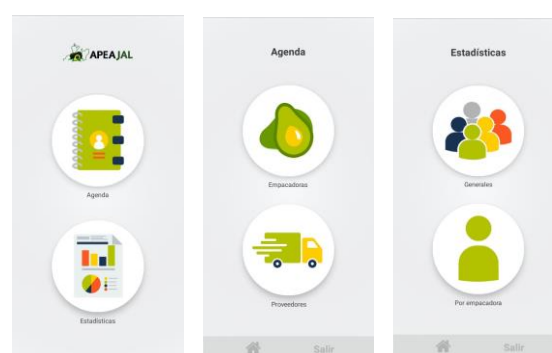 APEAJAL
Agenda
Estadísticas
Agenda
Empacadoras
Proveedores
Salir
Estadísticas
Generales
Por empacadora
Salir